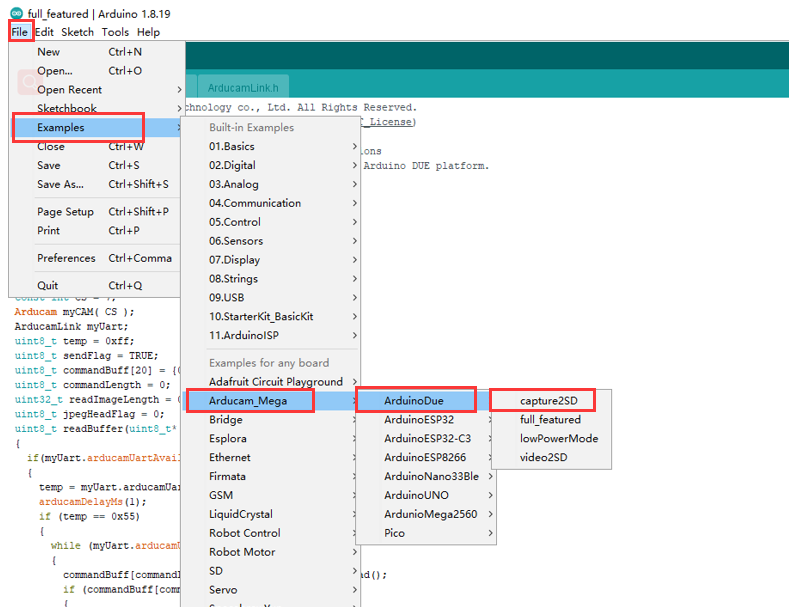 full_featured | Arduino 1.8.19
File Edit Sketch Tools Help
New Ctrl+N
Open... Ctrl+O
Open Recent
Sketchbook
Examples
Close Ctrl+W
Save Ctrl+S
Save As... Ctrl+Shift+S
Page Setup Ctrl+Shift+P
Print Ctrl+P
Preferences Ctrl+Comma
Quit Ctrl+Q
ArducamLink.h
chnology co., Ltd. All Rights Reserved.
t_License)
ons
Arduino DUE platform.
Built-in Examples
01.Basics
02.Digital
03.Analog
04.Communication
05.Control
06.Sensors
07.Display
08.Strings
09.USB
10.StarterKit_BasicKit
11.ArduinoISP
Examples for any board
Adafruit Circuit Playground
Arducam_Mega
Bridge
Esplora
Ethernet
Firmata
GSM
LiquidCrystal
Robot Control
Robot Motor
SD
Servo
ArduinoDue
ArduinoESP32
ArduinoESP32-C3
ArduinoESP8266
ArduinoNano33Ble
ArduinoUNO
ArdunioMega2560
Pico
capture2SD
full_featured
lowPowerMode
video2SD
const int CS = 7;
Arducam myCAM( CS );
ArducamLink myUart;
uint8_t temp = 0xff;
uint8_t sendFlag = TRUE;
uint8_t commandBuff[20] = {0
uint8_t commandLength = 0;
uint32_t readImageLength = 0
uint8_t jpegHeadFlag = 0;
uint8_t readBuffer(uint8_t*
{
if(myUart.arducamUartAvail
{
temp = myUart.arducamUar
arducamDelayMs(1);
if (temp == 0x55)
{
while (myUart.arducamU
{
commandBuff[commandL d();
if (commandBuff[comm
{